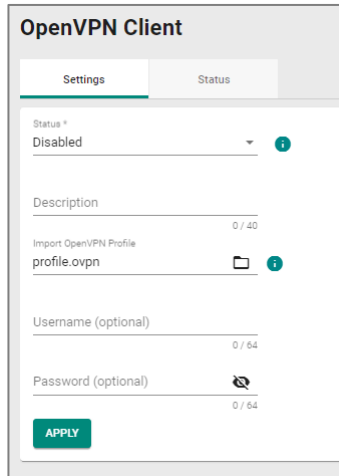 OpenVPN Client
Settings Status
Status *
Disabled
Description
0 / 40
Import OpenVPN Profile
profile.ovpn
Username (optional)
0 / 64
Password (optional)
0 / 64
APPLY